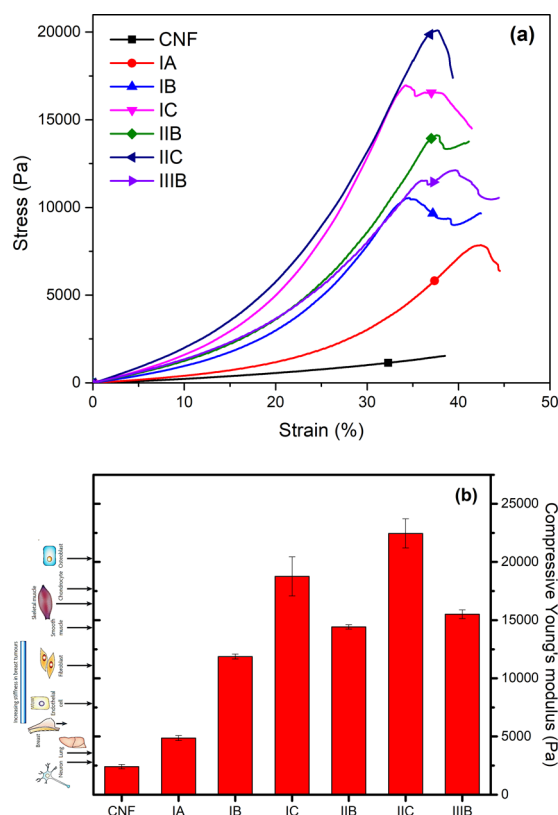 (a)
CNF
IA
IB
IC
IIB
IIC
IIIB
20000
15000
10000
5000
0
Stress (Pa)
0 10 20 30 40 50
Strain (%)
(b)
Osteoblast
Chondrocyte
Skeletal muscle
Smooth
muscle
Fibroblast
Increasing stiffness in breast tumours
Endothelial
cell
Breast
Lung
Neuron
25000
20000
15000
10000
5000
0
Compressive Young's modulus (Pa)
CNF IA IB IC IIB IIC IIIB